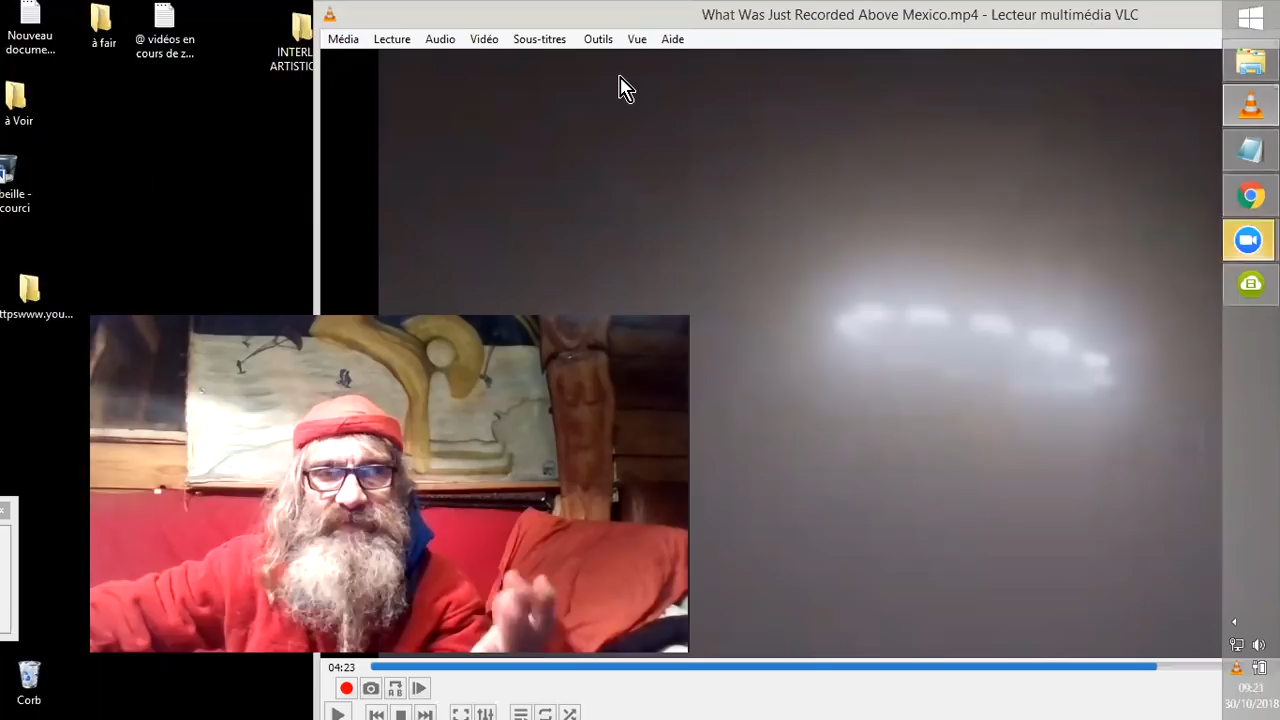 What Was Just Recorded Above Mexico.mp4 - Lecteur multimédia VLC
Média Lecture Audio Vidéo Sous-titres Outils Vue Aide
Nouveau
docume...
à fair
@ vidéos en
cours de z...
INTERL
ARTISTIC
à Voir
beille -
courci
ttpswww.you...
Corb
04:23
09:21
30/10/2018